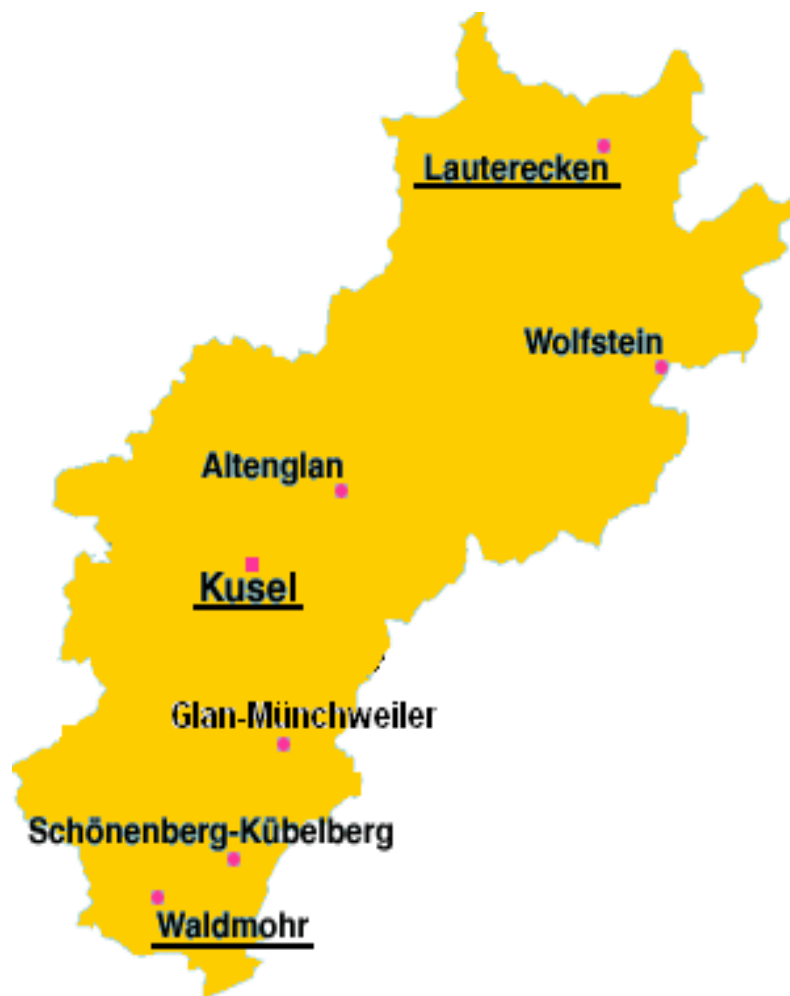 Lauterecken
Wolfstein
Altenglan
Kusel
Glan-Münchweiler
Schönenberg-Kübelberg
Waldmohr